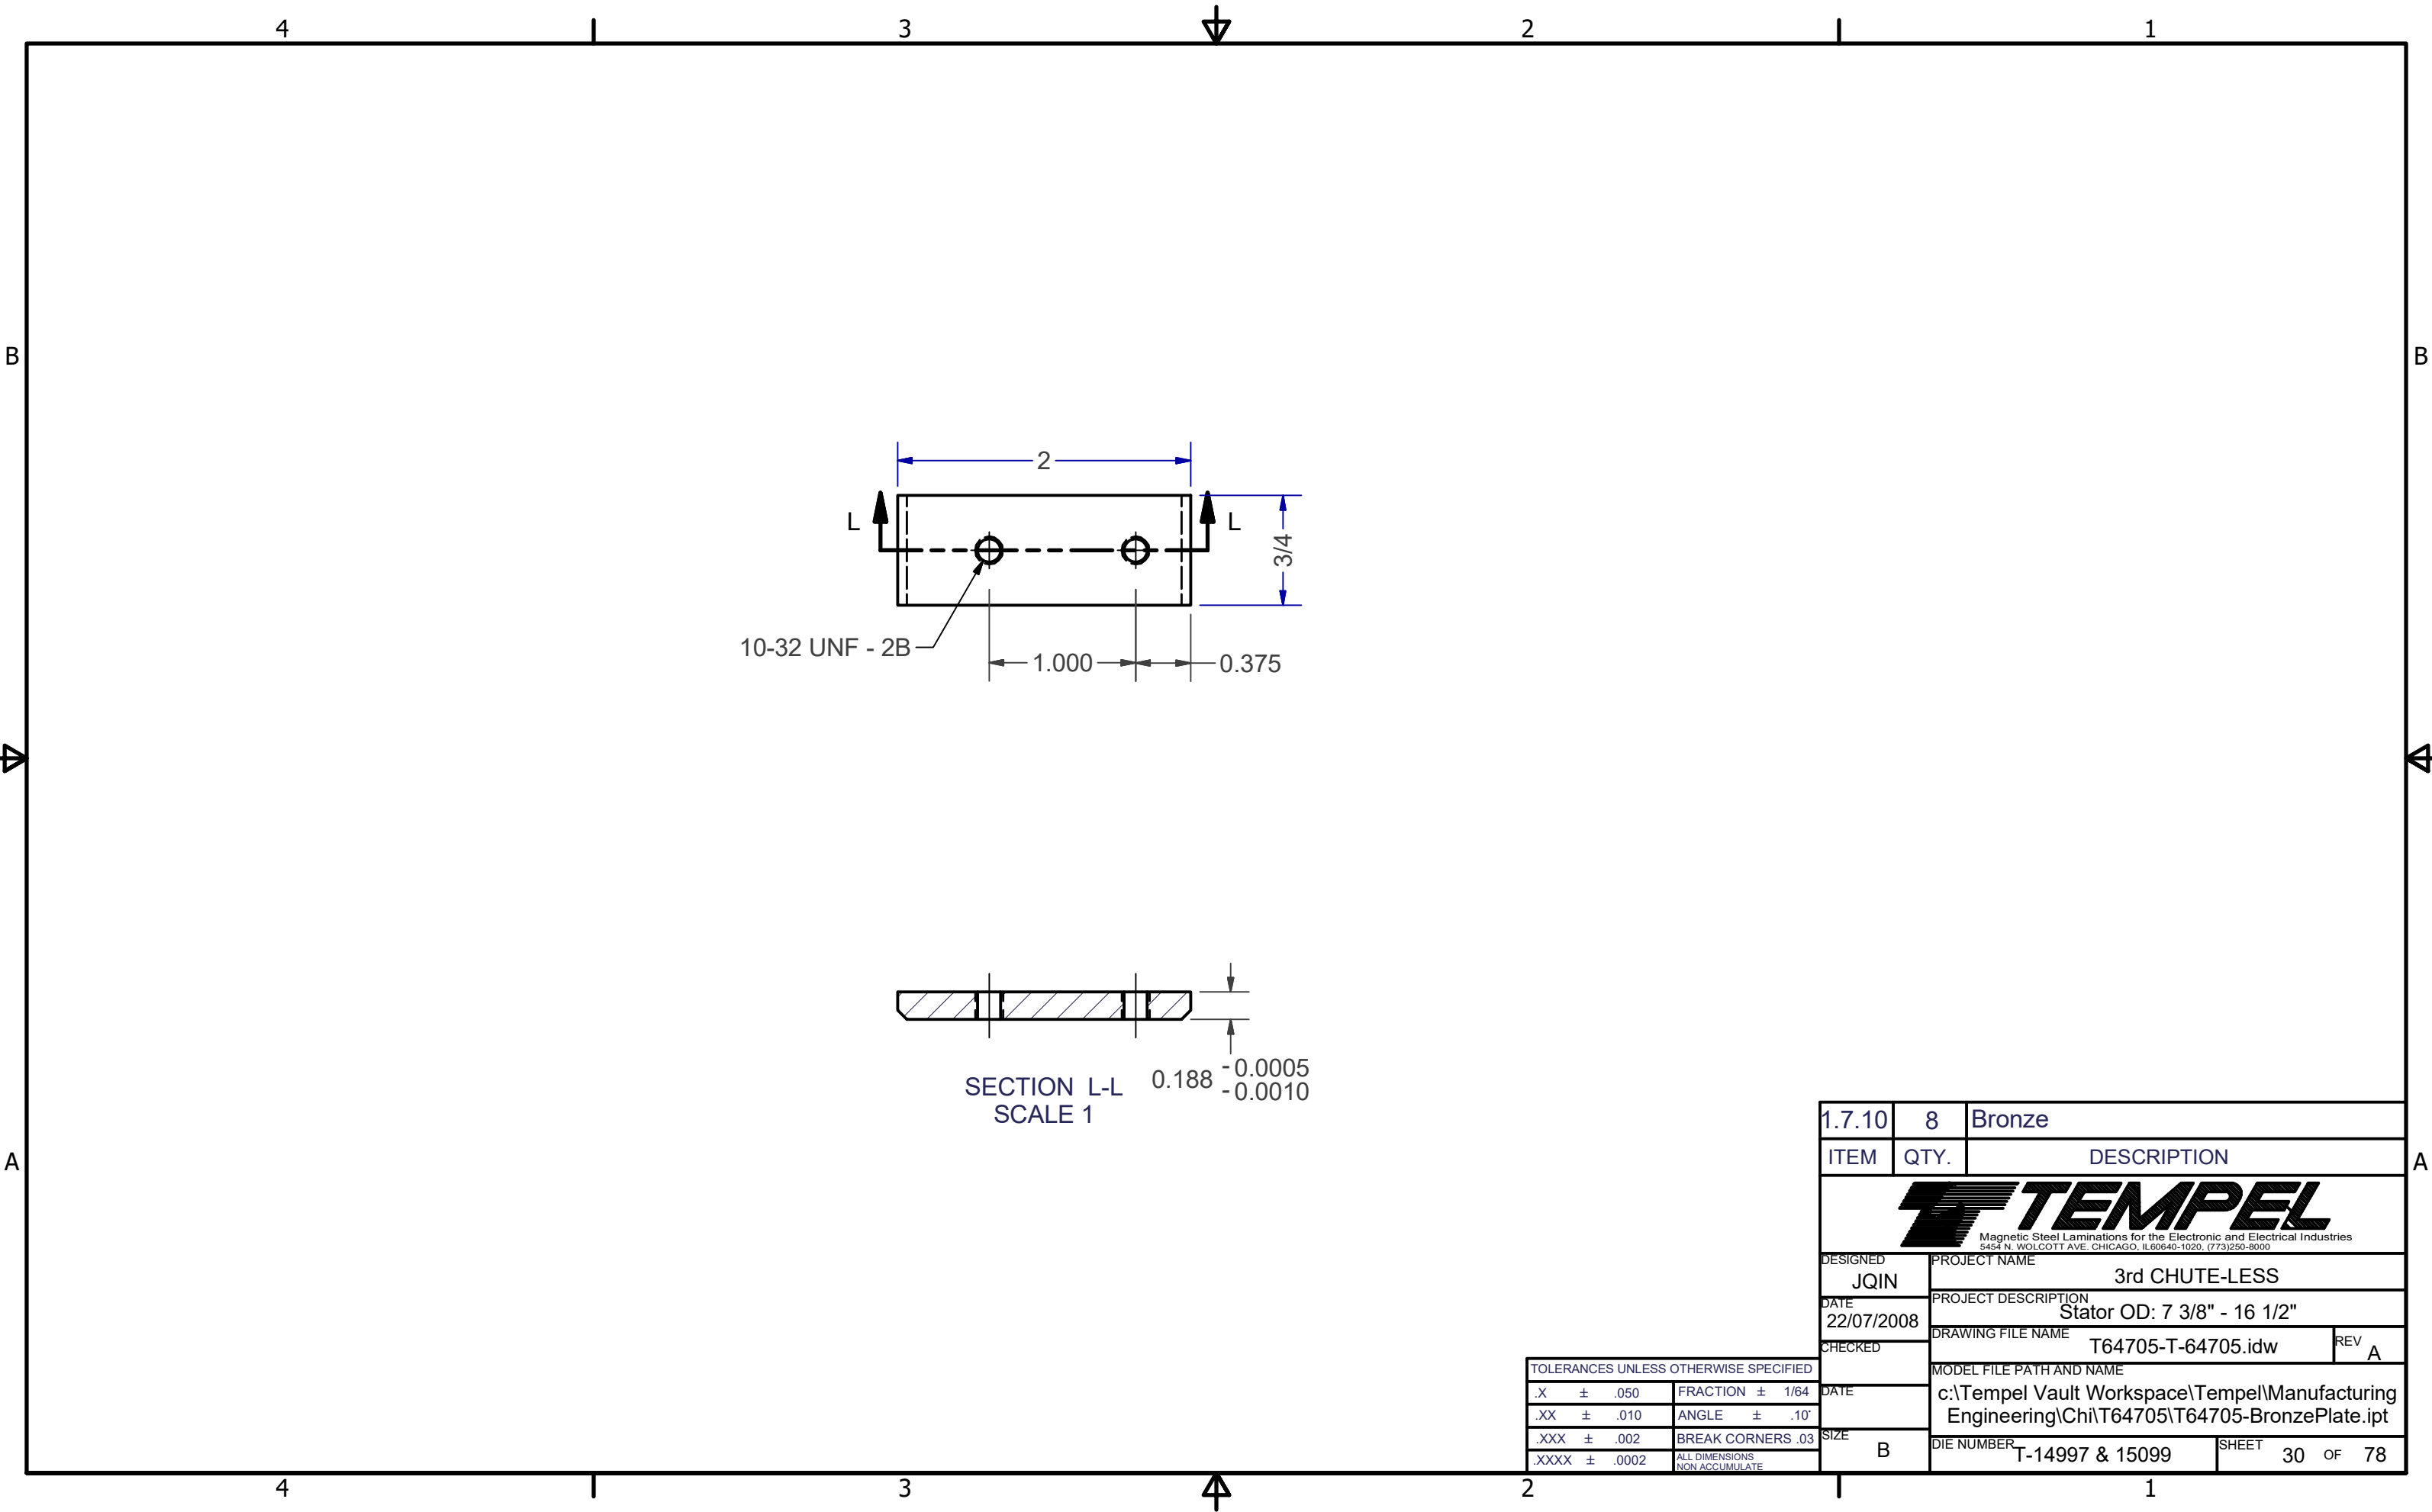 4 3 2 1
B B
2
L L
3/4
10-32 UNF - 2B
1.000 0.375
0.188 -0.0005
-0.0010
SECTION L-L
SCALE 1
A A
1.7.10 8 Bronze
ITEM QTY. DESCRIPTION
TEMPEL
Magnetic Steel Laminations for the Electronic and Electrical Industries
5454 N. WOLCOTT AVE. CHICAGO, IL60640-1020, (773)250-8000
DESIGNED
JQIN
PROJECT NAME
3rd CHUTE-LESS
DATE
22/07/2008
PROJECT DESCRIPTION
Stator OD: 7 3/8" - 16 1/2"
CHECKED
DRAWING FILE NAME
T64705-T-64705.idw
REV
A
DATE
MODEL FILE PATH AND NAME
c:\Tempel Vault Workspace\Tempel\Manufacturing
Engineering\Chi\T64705\T64705-BronzePlate.ipt
SIZE
B
DIE NUMBER
T-14997 & 15099
SHEET 30 OF 78
TOLERANCES UNLESS OTHERWISE SPECIFIED
.X ± .050 FRACTION ± 1/64
.XX ± .010 ANGLE ± .10°
.XXX ± .002 BREAK CORNERS .03
.XXXX ± .0002 ALL DIMENSIONS
NON ACCUMULATE
4 3 2 1